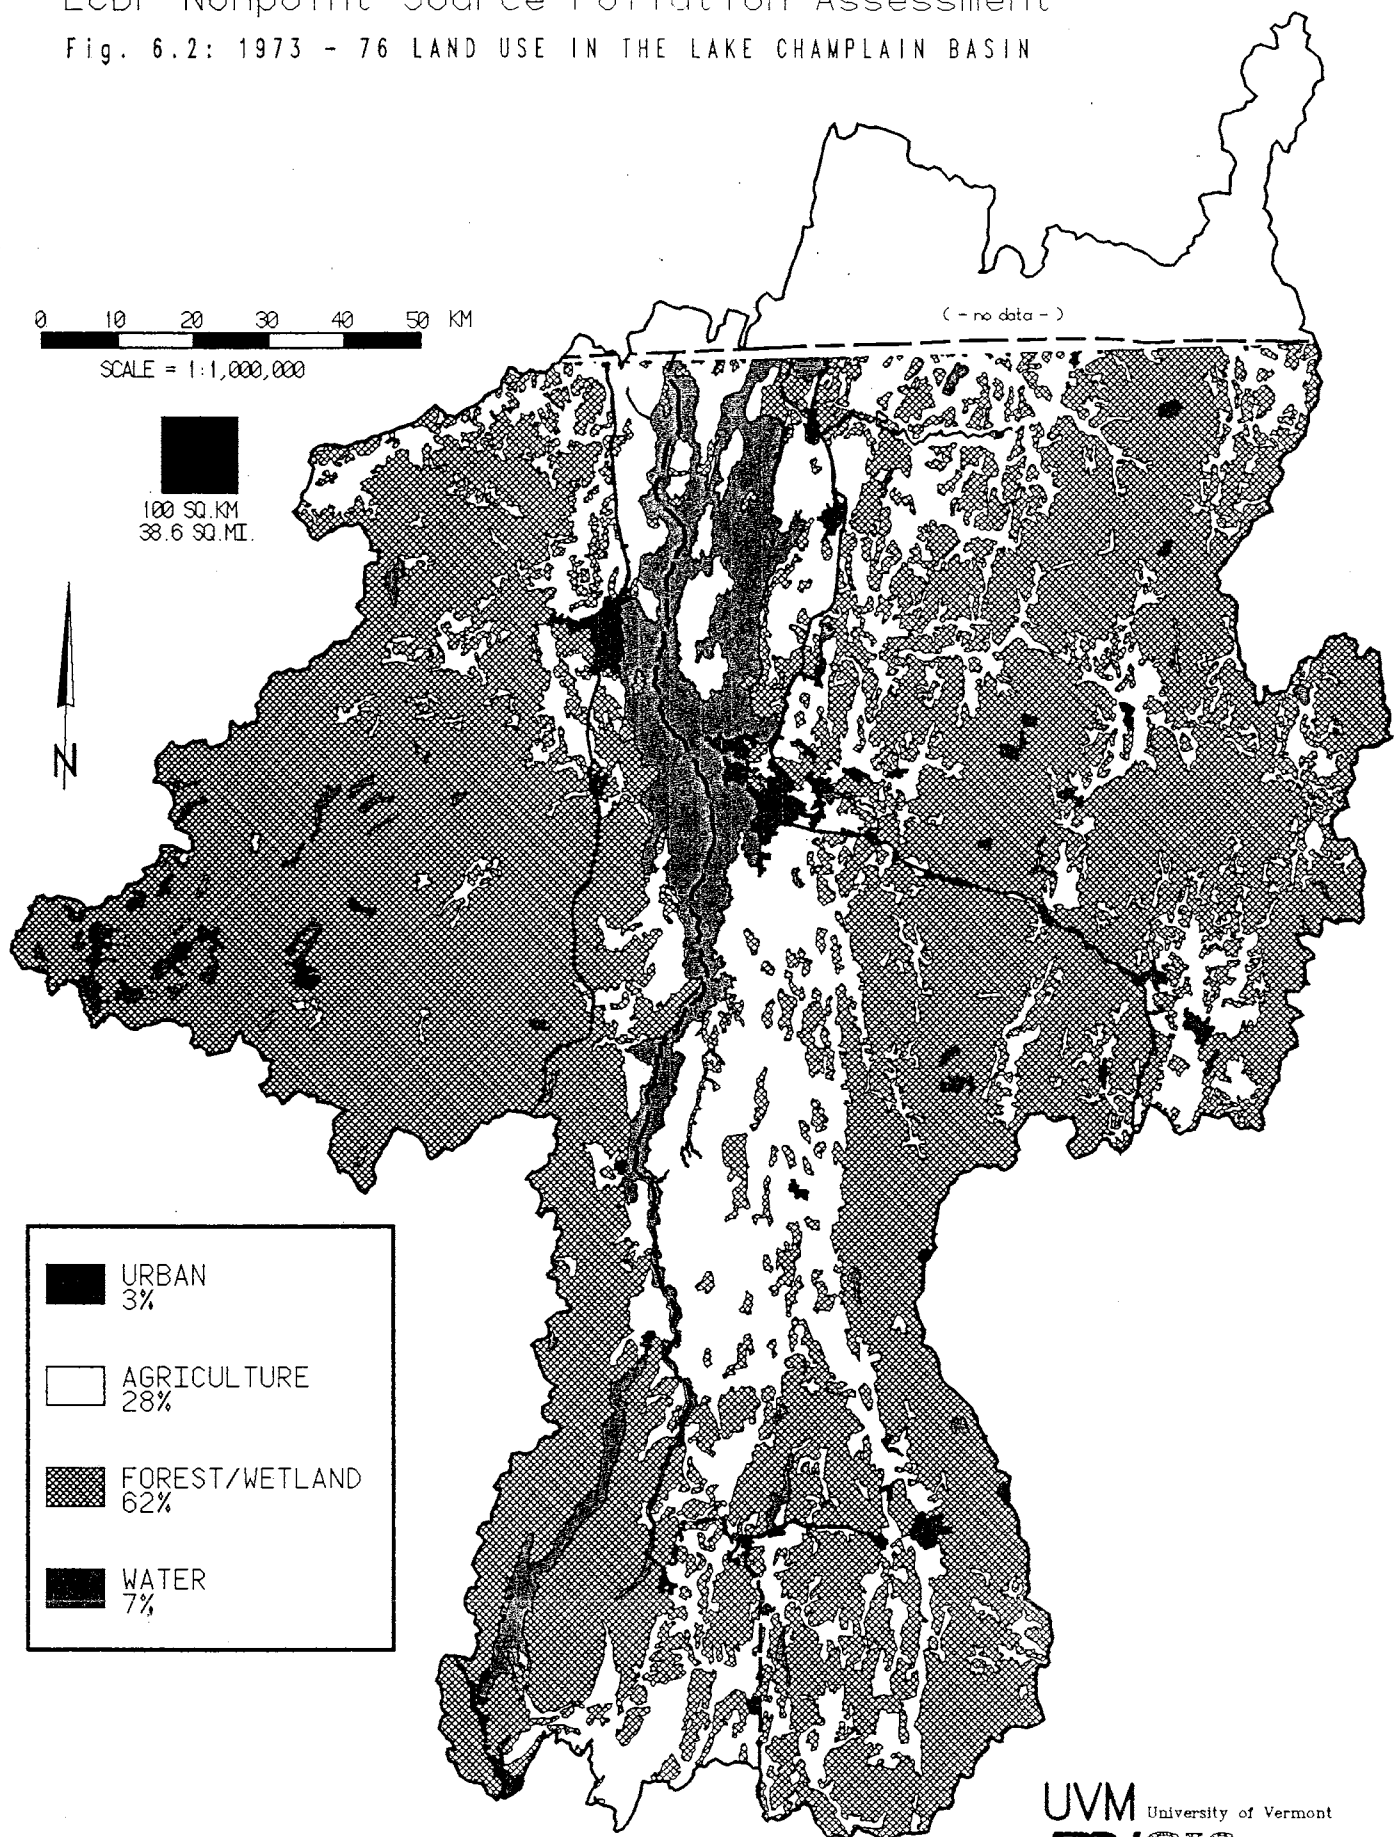 Fig. 6.2: 1973 - 76 LAND USE IN THE LAKE CHAMPLAIN BASIN
(- no data -)
0 10 20 30 40 50 KM
SCALE = 1:1,000,000
100 SQ.KM
38.6 SQ.MI.
N
URBAN
3%
AGRICULTURE
28%
FOREST/WETLAND
62%
WATER
7%
UVM University of Vermont